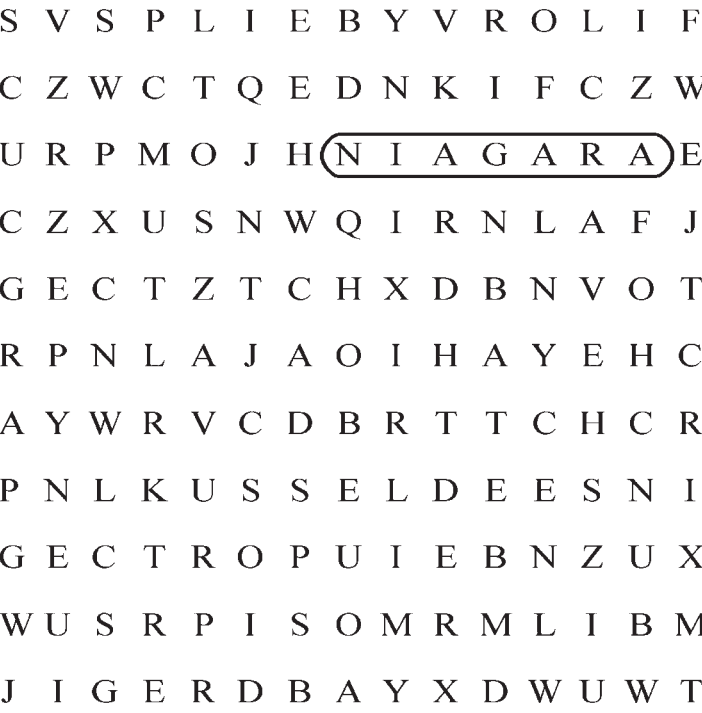 S V S P L I E B Y V R O L I F
C Z W C T Q E D N K I F C Z W
U R P M O J H N I A G A R A E
C Z X U S N W Q I R N L A F J
G E C T Z T C H X D B N V O T
R P N L A J A O I H A Y E H C
A Y W R V C D B R T T C H C R
P N L K U S S E L D E E S N I
G E C T R O P U I E B N Z U X
W U S R P I S O M R M L I B M
J I G E R D B A Y X D W U W T